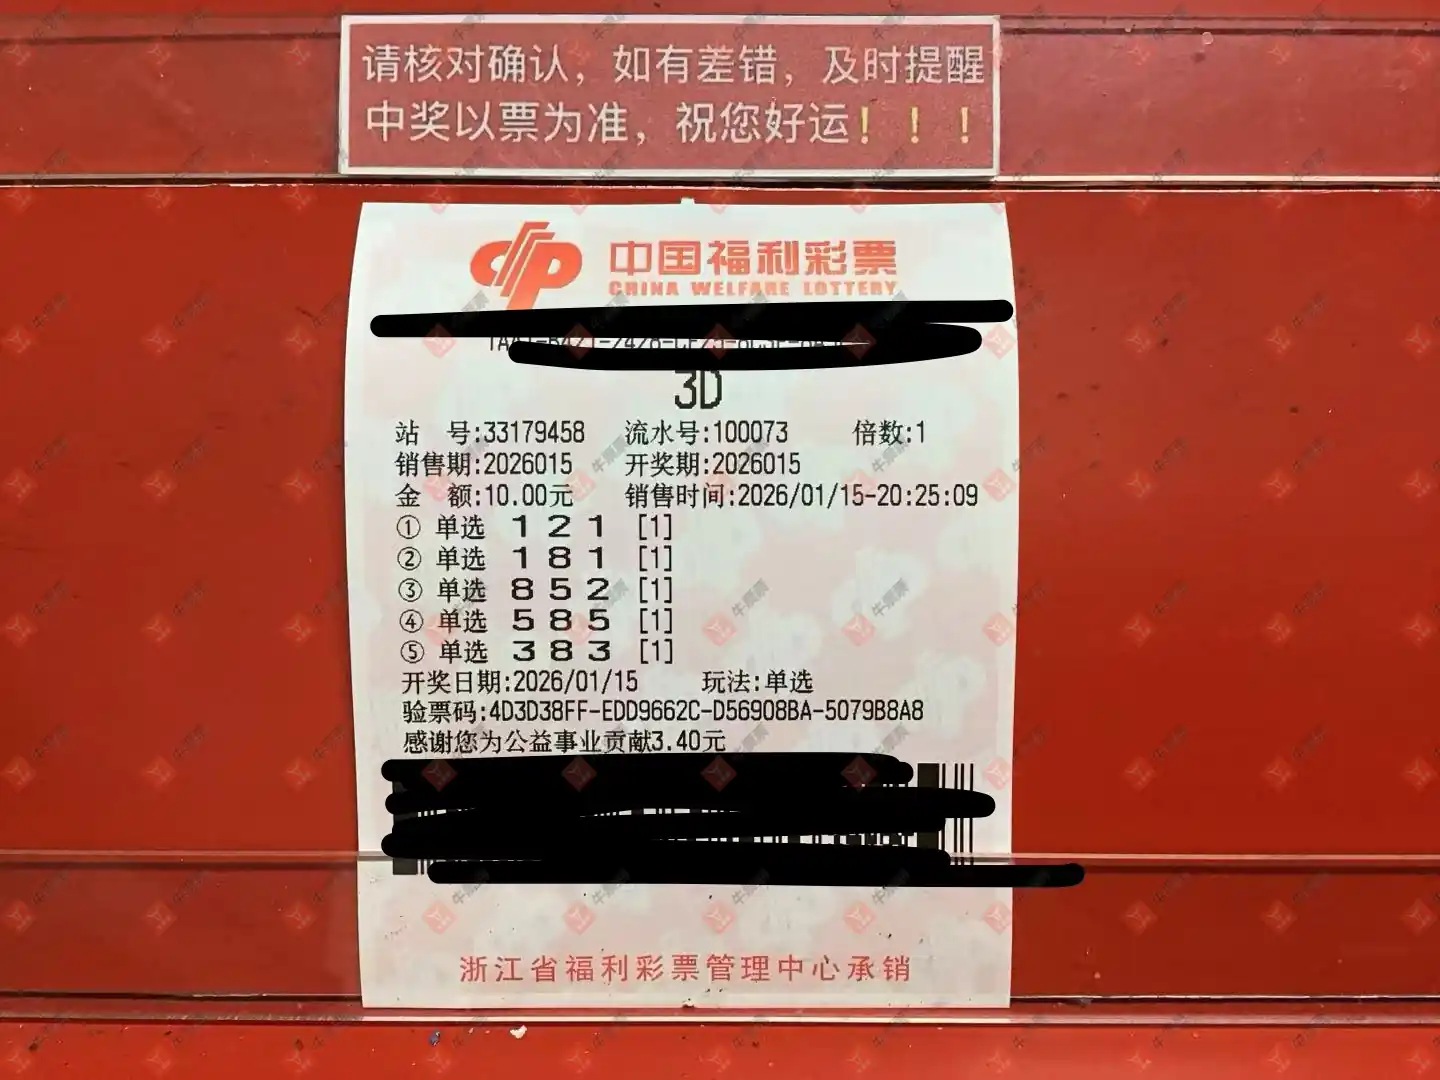 请核对确认，如有差错，及时提醒
中奖以票为准，祝您好运！！！
中国福利彩票
CHINA WELFARE LOTTERY
3D
站 号:33179458 流水号:100073 倍数:1
销售期:2026015 开奖期:2026015
金 额:10.00元 销售时间:2026/01/15-20:25:09
① 单选 1 2 1 [1]
② 单选 1 8 1 [1]
③ 单选 8 5 2 [1]
④ 单选 5 8 5 [1]
⑤ 单选 3 8 3 [1]
开奖日期:2026/01/15 玩法:单选
验票码:4D3D38FF-EDD9662C-D56908BA-5079B8A8
感谢您为公益事业贡献3.40元
浙江省福利彩票管理中心承销